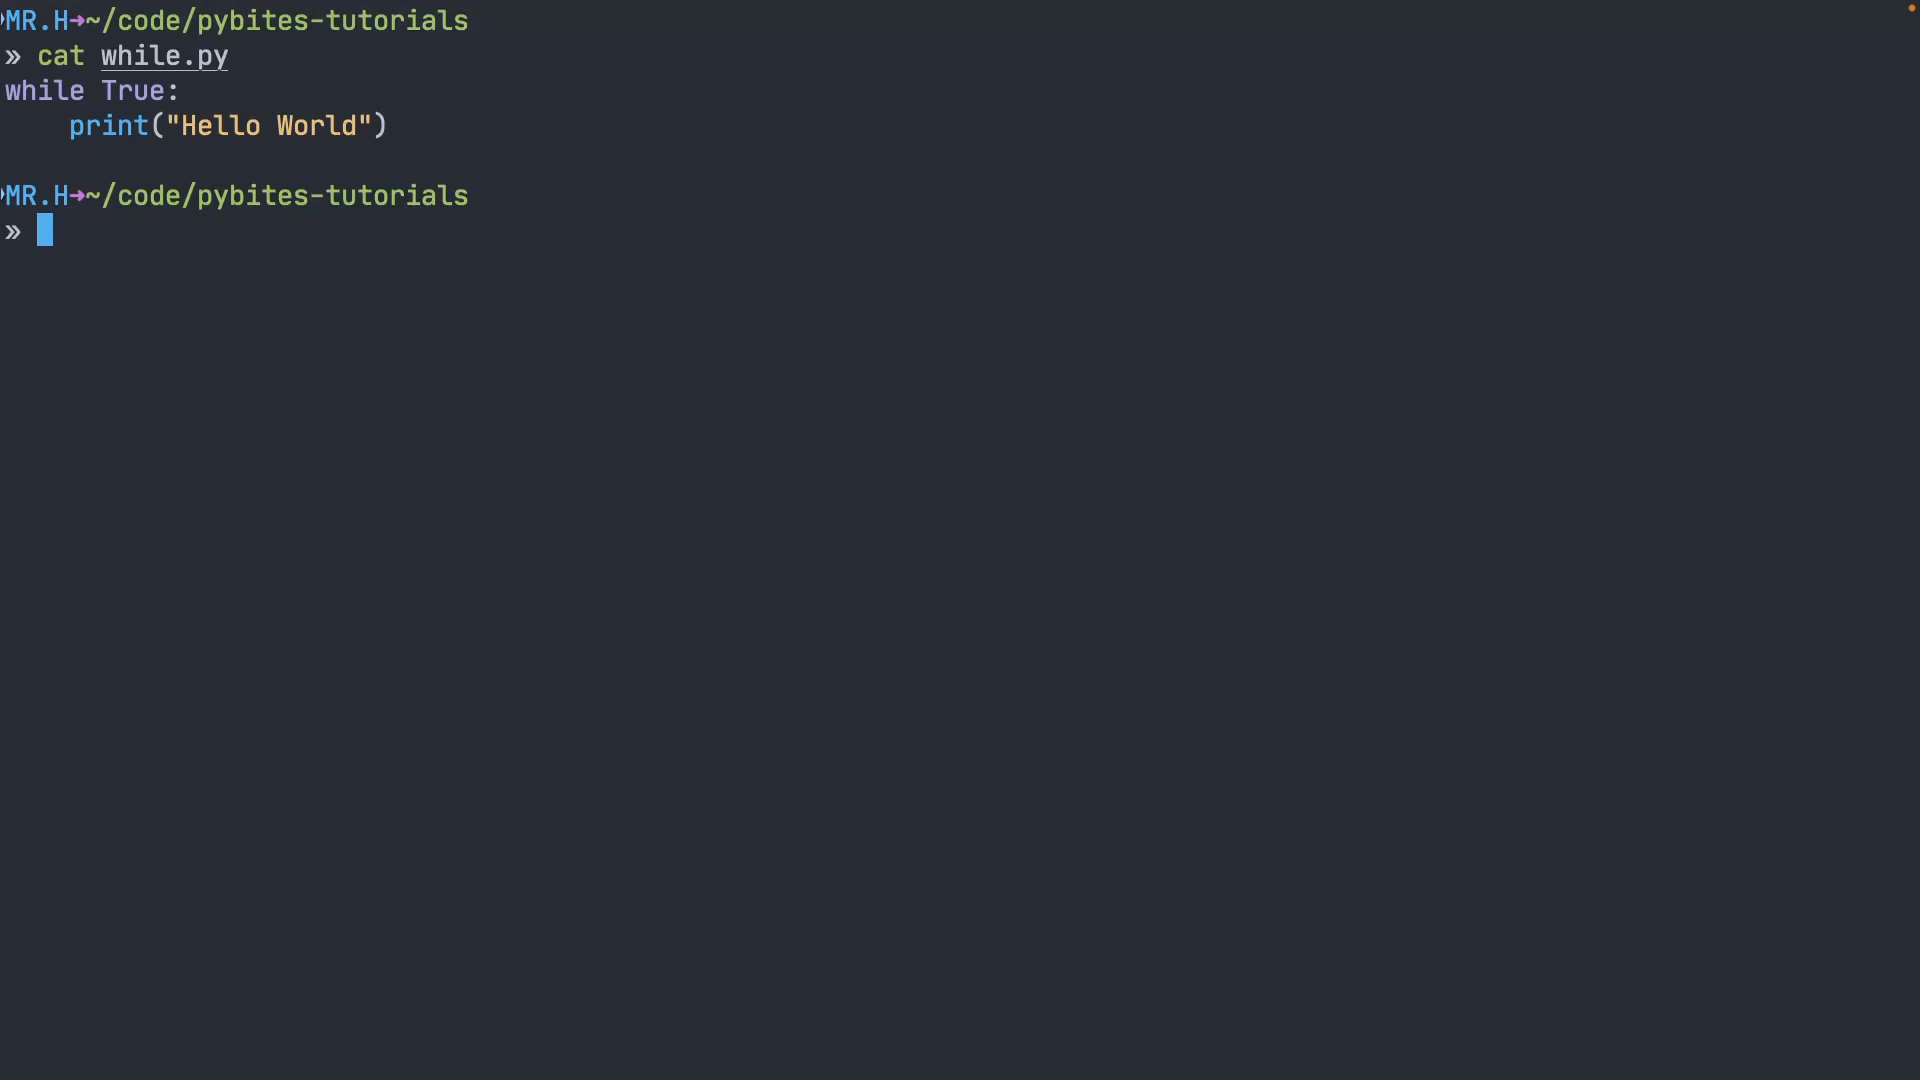 MR.H➜~/code/pybites-tutorials
» cat while.py
while True:
    print("Hello World")
MR.H➜~/code/pybites-tutorials
»